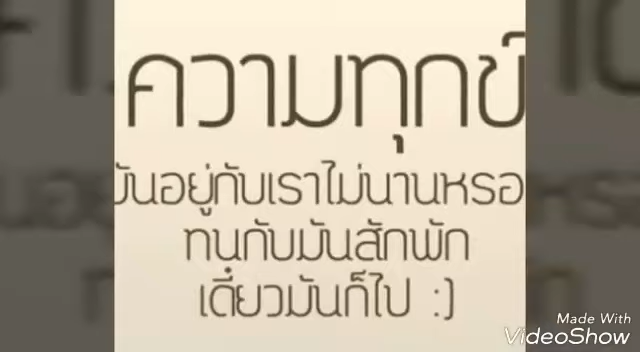 ความทุกข์
มันอยู่กับเราไม่นานหรอ
ทนกับมันสักพัก
เดี๋ยวมันก็ไป :)
Made With
VideoShow